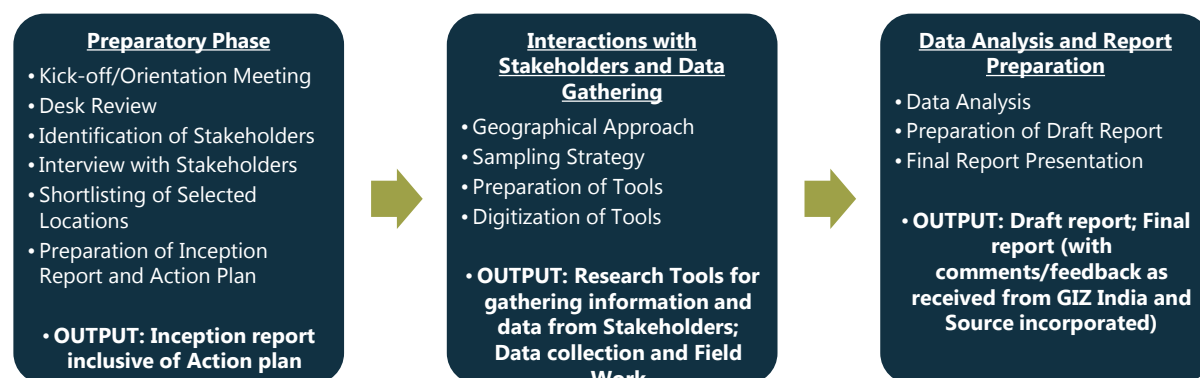 Preparatory Phase
• Kick-off/Orientation Meeting
• Desk Review
• Identification of Stakeholders
• Interview with Stakeholders
• Shortlisting of Selected
Locations
• Preparation of Inception
Report and Action Plan
• OUTPUT: Inception report
inclusive of Action plan
Interactions with
Stakeholders and Data
Gathering
• Geographical Approach
• Sampling Strategy
• Preparation of Tools
• Digitization of Tools
• OUTPUT: Research Tools for
gathering information and
data from Stakeholders;
Data collection and Field
Work
Data Analysis and Report
Preparation
• Data Analysis
• Preparation of Draft Report
• Final Report Presentation
• OUTPUT: Draft report; Final
report (with
comments/feedback as
received from GIZ India and
Source incorporated)